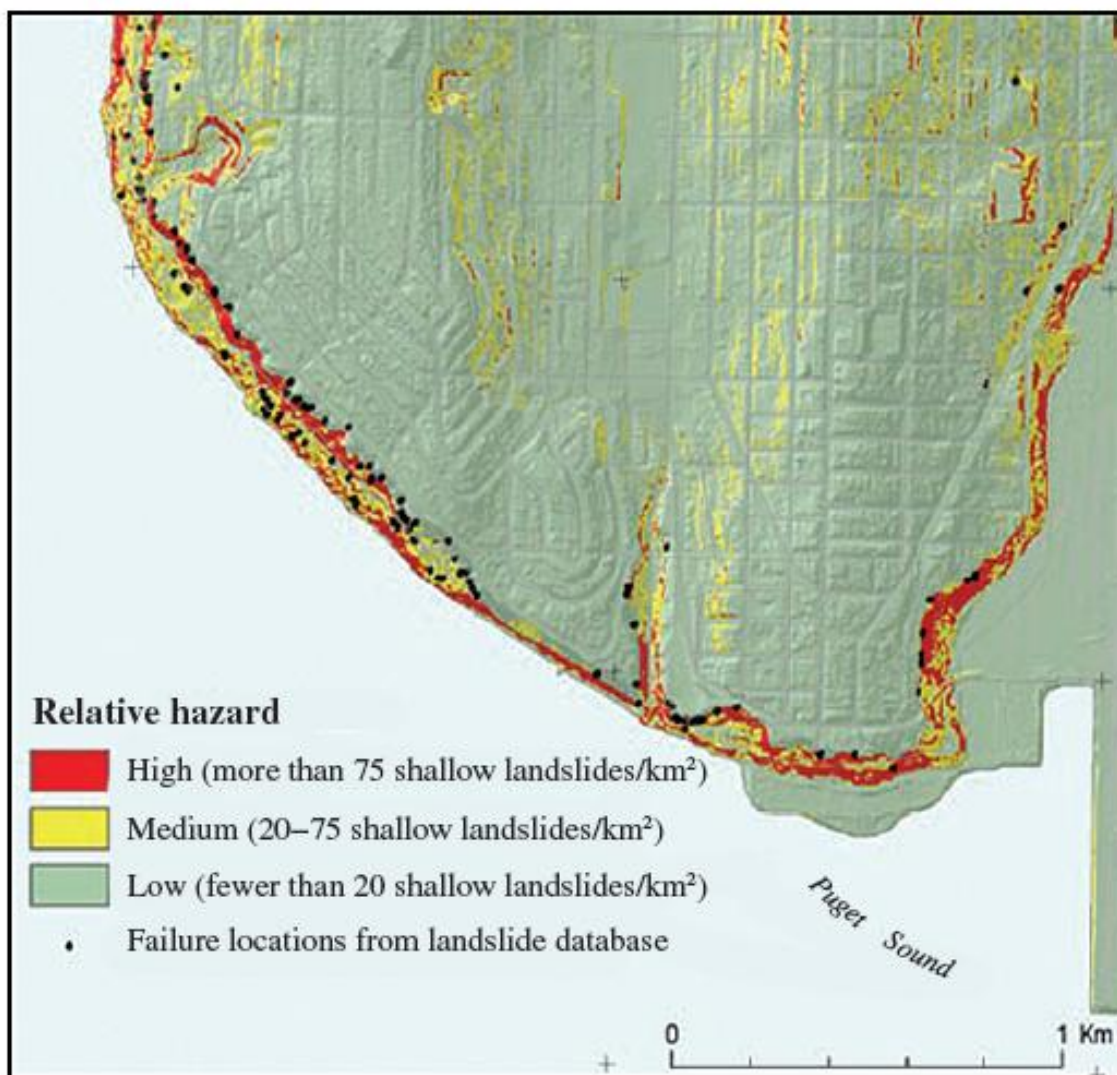 Relative hazard
High (more than 75 shallow landslides/km²)
Medium (20–75 shallow landslides/km²)
Low (fewer than 20 shallow landslides/km²)
Failure locations from landslide database
Puget Sound
0 1 Km